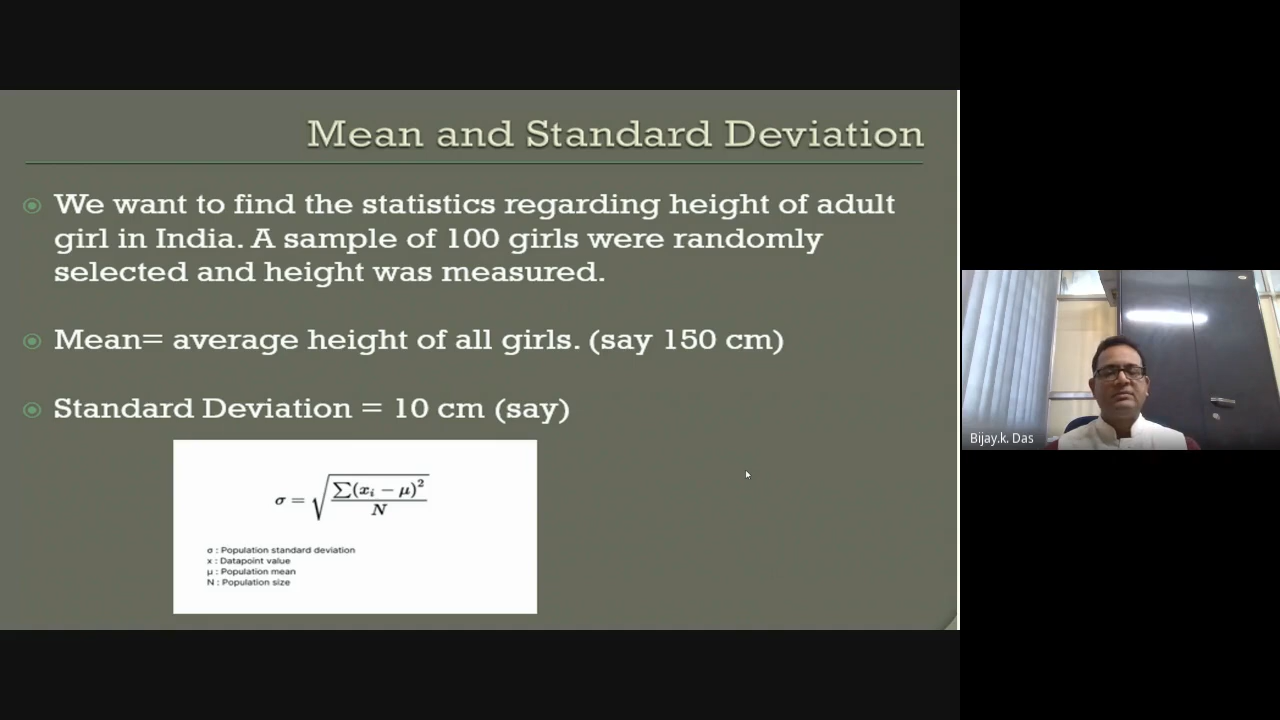 Mean and Standard Deviation
We want to find the statistics regarding height of adult
girl in India. A sample of 100 girls were randomly
selected and height was measured.
Mean= average height of all girls. (say 150 cm)
Standard Deviation = 10 cm (say)
σ = √(∑(xᵢ − μ)² / N)
σ : Population standard deviation
x : Datapoint value
μ : Population mean
N : Population size
Bijay.k. Das